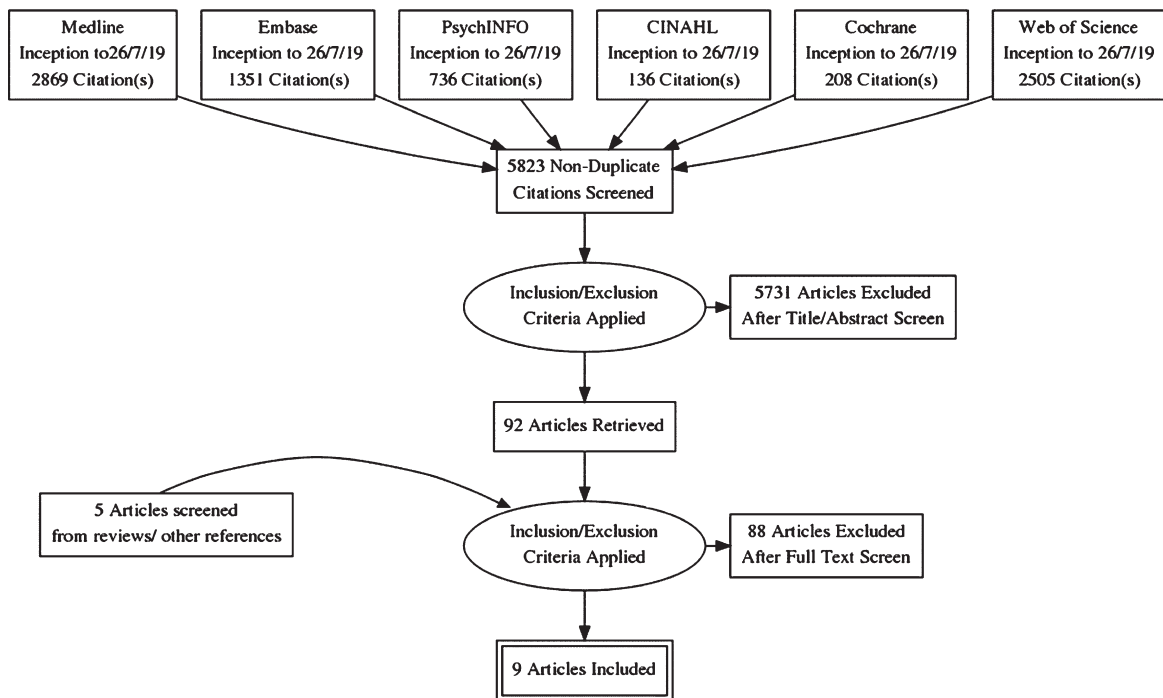 Medline
Inception to26/7/19
2869 Citation(s)
Embase
Inception to 26/7/19
1351 Citation(s)
PsychINFO
Inception to 26/7/19
736 Citation(s)
CINAHL
Inception to 26/7/19
136 Citation(s)
Cochrane
Inception to 26/7/19
208 Citation(s)
Web of Science
Inception to 26/7/19
2505 Citation(s)
5823 Non-Duplicate
Citations Screened
Inclusion/Exclusion
Criteria Applied
5731 Articles Excluded
After Title/Abstract Screen
92 Articles Retrieved
5 Articles screened
from reviews/ other references
Inclusion/Exclusion
Criteria Applied
88 Articles Excluded
After Full Text Screen
9 Articles Included